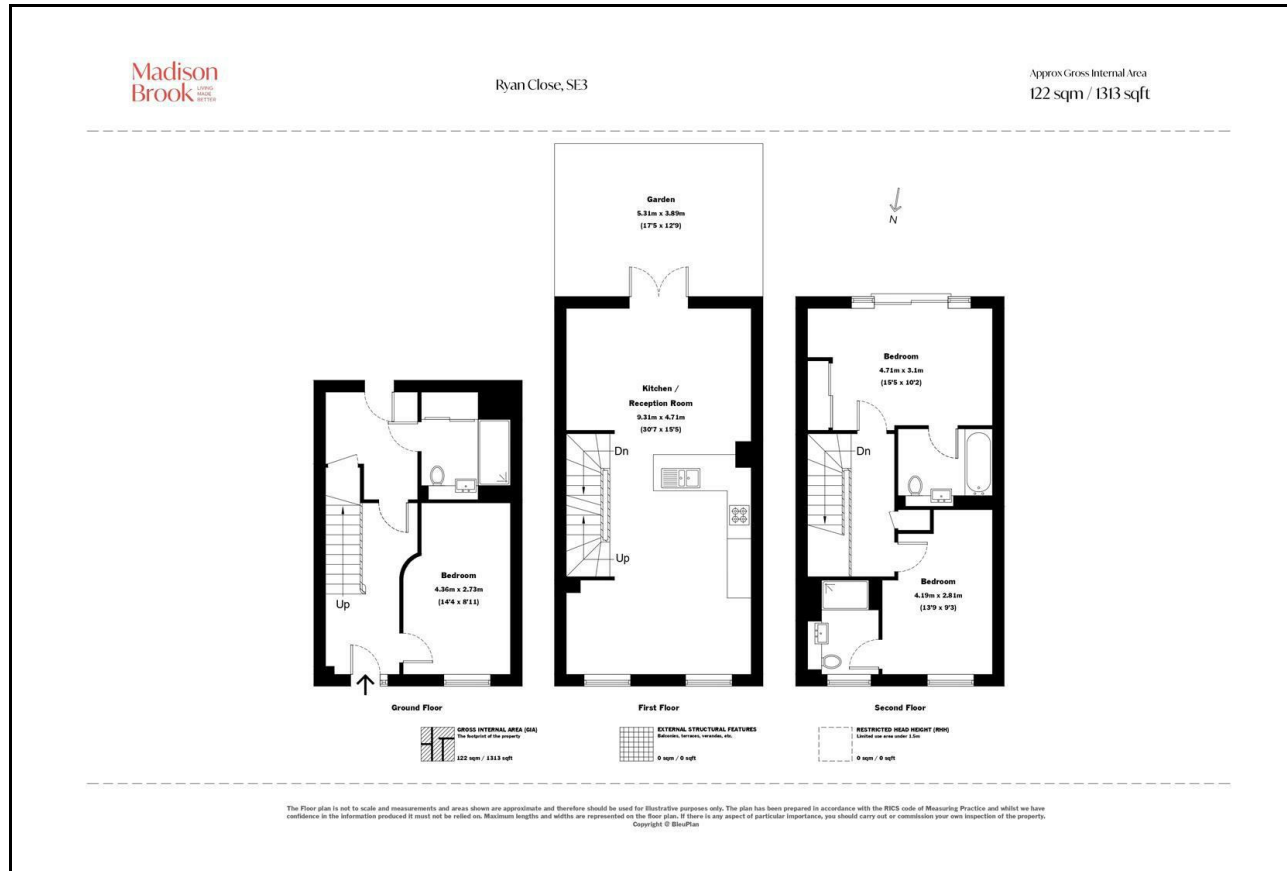 Madison
Brook LIVING
MADE
BETTER
Ryan Close, SE3
Approx Gross Internal Area
122 sqm / 1313 sqft
Garden
5.31m x 3.89m
(17'5 x 12'9)
N
Kitchen /
Reception Room
9.31m x 4.71m
(30'7 x 15'5)
Dn
Up
Bedroom
4.71m x 3.1m
(15'5 x 10'2)
Dn
Bedroom
4.36m x 2.73m
(14'4 x 8'11)
Up
Bedroom
4.19m x 2.81m
(13'9 x 9'3)
Ground Floor
First Floor
Second Floor
GROSS INTERNAL AREA (GIA)
The footprint of the property
122 sqm / 1313 sqft
EXTERNAL STRUCTURAL FEATURES
Balconies, terraces, verandas, etc.
0 sqm / 0 sqft
RESTRICTED HEAD HEIGHT (RHH)
Limited use area under 1.5m
0 sqm / 0 sqft
The Floor plan is not to scale and measurements and areas shown are approximate and therefore should be used for illustrative purposes only. The plan has been prepared in accordance with the RICS code of Measuring Practice and whilst we have
confidence in the information produced it must not be relied on. Maximum lengths and widths are represented on the floor plan. If there is any aspect of particular importance, you should carry out or commission your own inspection of the property.
Copyright @ BleuPlan